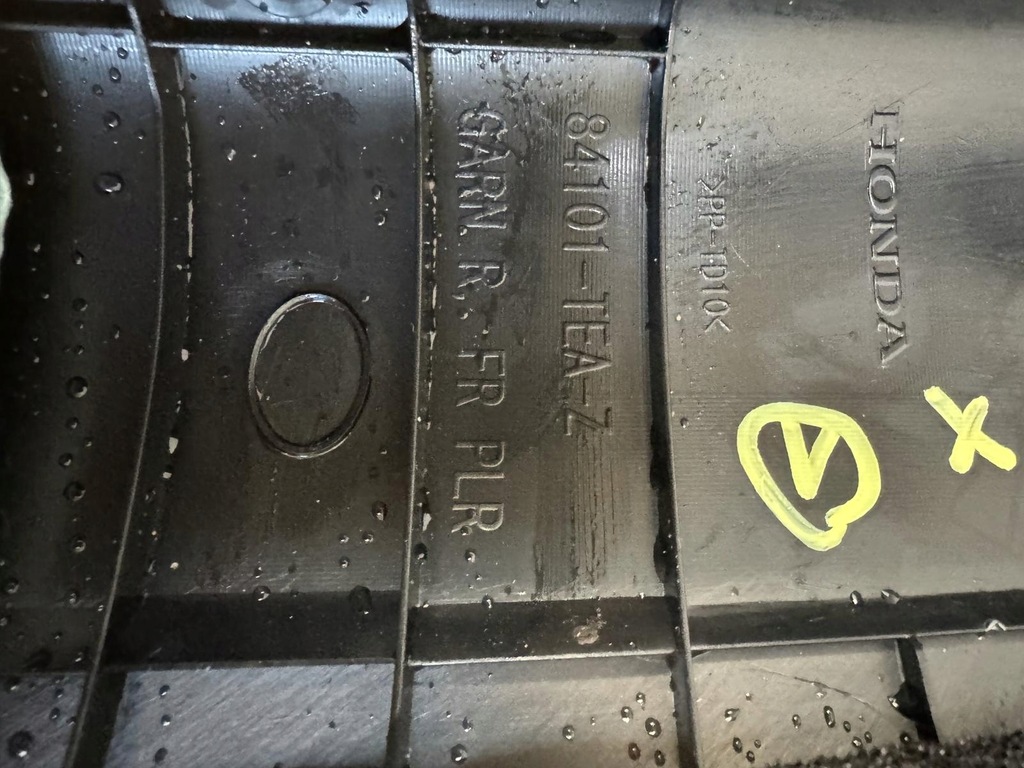 HONDA
>PP-TD10<
84101-TEA-Z
GARN R, FR PLR
X